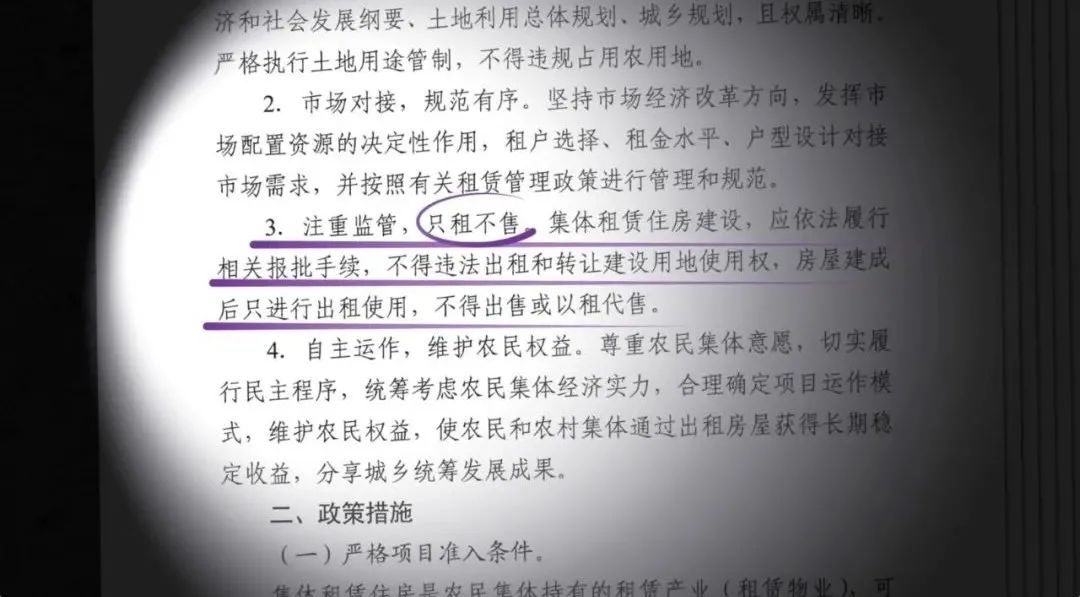 济和社会发展纲要、土地利用总体规划、城乡规划，且权属清晰。
严格执行土地用途管制，不得违规占用农用地。
2. 市场对接，规范有序。坚持市场经济改革方向，发挥市
场配置资源的决定性作用，租户选择、租金水平、户型设计对接
市场需求，并按照有关租赁管理政策进行管理和规范。
3. 注重监管，只租不售。集体租赁住房建设，应依法履行
相关报批手续，不得违法出租和转让建设用地使用权，房屋建成
后只进行出租使用，不得出售或以租代售。
4. 自主运作，维护农民权益。尊重农民集体意愿，切实履
行民主程序，统筹考虑农民集体经济实力，合理确定项目运作模
式，维护农民权益，使农民和农村集体通过出租房屋获得长期稳
定收益，分享城乡统筹发展成果。
二、政策措施
（一）严格项目准入条件。
集体租赁住房是农民集体持有的租赁产业（租赁物业），可